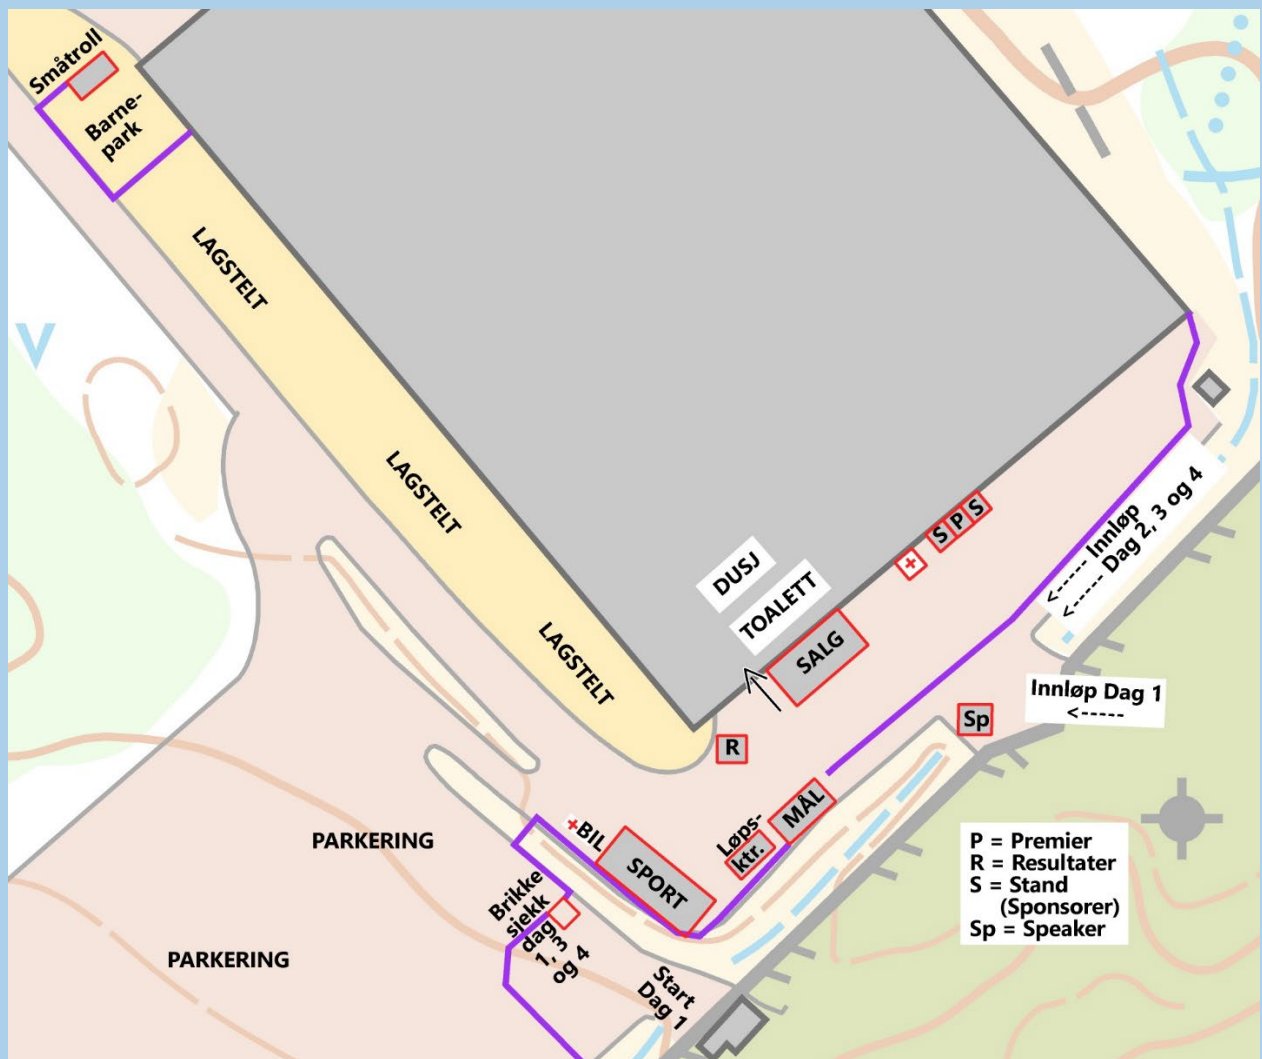 Småtroll
Barne-
park
LAGSTELT
LAGSTELT
LAGSTELT
DUSJ
TOALETT
SALG
S P S
<----- Innløp
<----- Dag 2, 3 og 4
Innløp Dag 1
<-----
Sp
R
MÅL
Løps-
ktr.
+BIL
SPORT
PARKERING
PARKERING
Brikke
sjekk
dag
1, 3
og 4
Start
Dag 1
P = Premier
R = Resultater
S = Stand
(Sponsorer)
Sp = Speaker